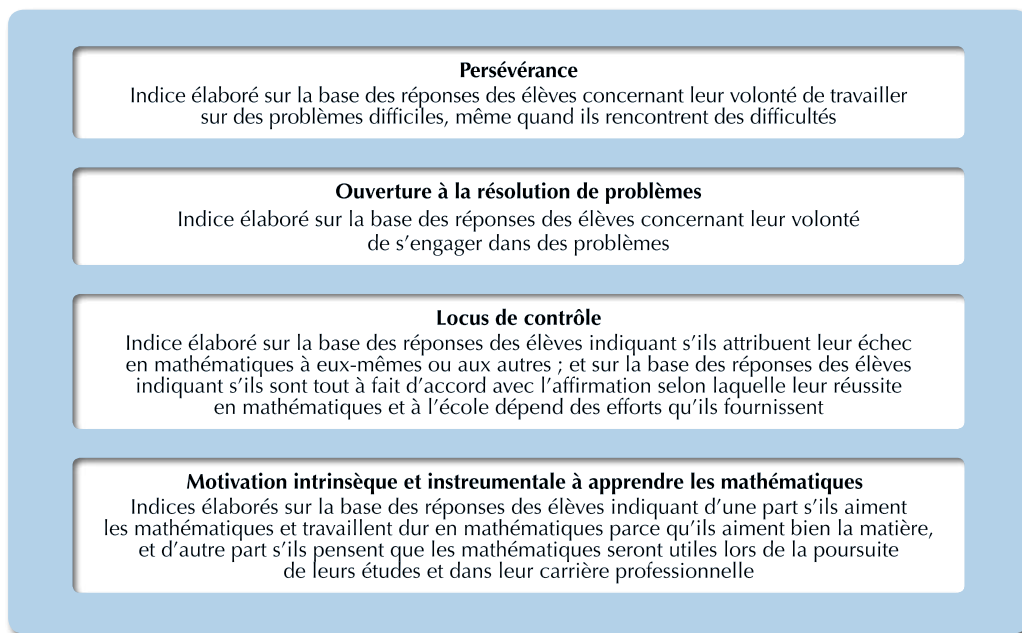 Persévérance
Indice élaboré sur la base des réponses des élèves concernant leur volonté de travailler
sur des problèmes difficiles, même quand ils rencontrent des difficultés
Ouverture à la résolution de problèmes
Indice élaboré sur la base des réponses des élèves concernant leur volonté
de s’engager dans des problèmes
Locus de contrôle
Indice élaboré sur la base des réponses des élèves indiquant s’ils attribuent leur échec
en mathématiques à eux-mêmes ou aux autres ; et sur la base des réponses des élèves
indiquant s’ils sont tout à fait d’accord avec l’affirmation selon laquelle leur réussite
en mathématiques et à l’école dépend des efforts qu’ils fournissent
Motivation intrinsèque et instreumentale à apprendre les mathématiques
Indices élaborés sur la base des réponses des élèves indiquant d’une part s’ils aiment
les mathématiques et travaillent dur en mathématiques parce qu’ils aiment bien la matière,
et d’autre part s’ils pensent que les mathématiques seront utiles lors de la poursuite
de leurs études et dans leur carrière professionnelle